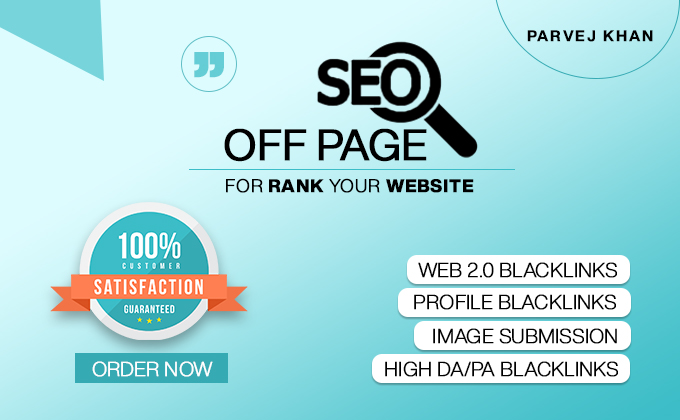 PARVEJ KHAN
SEO
OFF PAGE
FOR RANK YOUR WEBSITE
100%
CUSTOMER
SATISFACTION
GUARANTEED
ORDER NOW
WEB 2.0 BLACKLINKS
PROFILE BLACKLINKS
IMAGE SUBMISSION
HIGH DA/PA BLACKLINKS